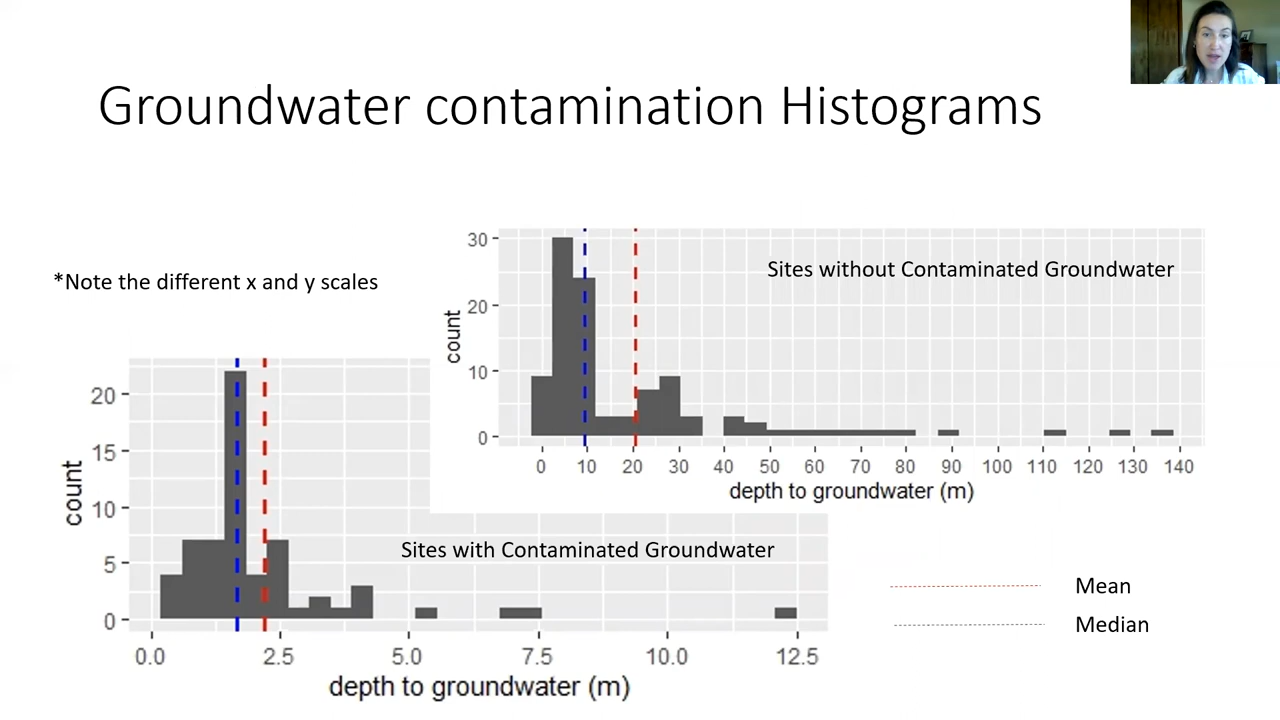 Groundwater contamination Histograms
*Note the different x and y scales
30
20
10
0
count
Sites without Contaminated Groundwater
0 10 20 30 40 50 60 70 80 90 100 110 120 130 140
depth to groundwater (m)
20
15
10
5
0
count
Sites with Contaminated Groundwater
0.0 2.5 5.0 7.5 10.0 12.5
depth to groundwater (m)
Mean
Median